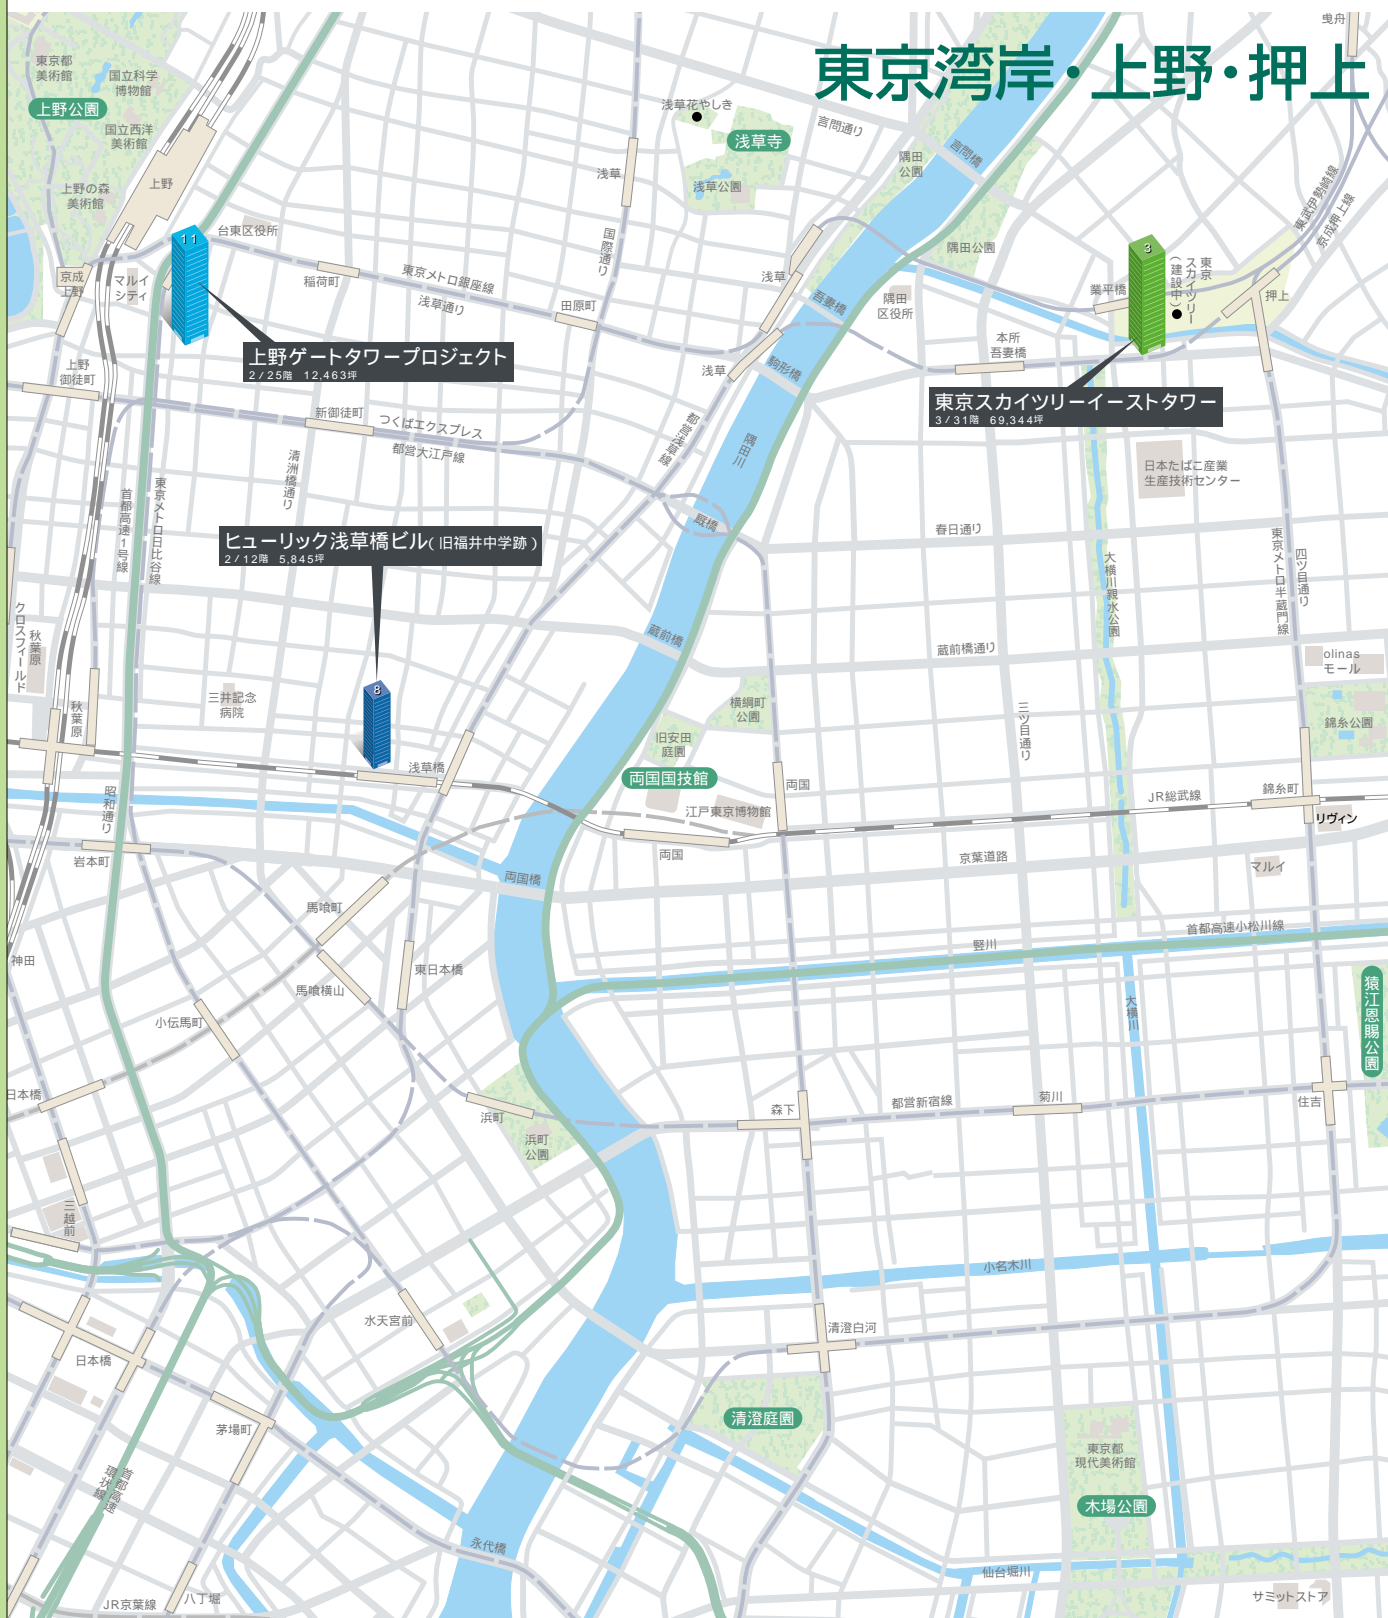 東京湾岸・上野・押上
曳舟
東京都
美術館
国立科学
博物館
上野公園
国立西洋
美術館
上野の森
美術館
上野
台東区役所
浅草花やしき
浅草寺
浅草公園
言問通り
言問橋
隅田
公園
隅田公園
東武伊勢崎線
京成押上線
浅草
国際通り
京成
上野
マルイ
シティ
11
稲荷町
東京メトロ銀座線
浅草通り
田原町
浅草
吾妻橋
隅田
区役所
業平橋
3
東京
スカイツリー
(建設中)
押上
本所
吾妻橋
上野ゲートタワープロジェクト
2/25階 12,463坪
上野
御徒町
浅草
駒形橋
東京スカイツリーイーストタワー
3/31階 69,344坪
新御徒町
つくばエクスプレス
都営大江戸線
都営浅草線
隅田川
清洲橋通り
首都高速1号線
東京メトロ日比谷線
日本たばこ産業
生産技術センター
厩橋
春日通り
ヒューリック浅草橋ビル(旧福井中学跡)
2/12階 5,845坪
大横川親水公園
東京メトロ半蔵門線
四ツ目通り
秋葉原
クロスフィールド
蔵前橋
蔵前橋通り
olinas
モール
三井記念
病院
8
秋葉原
横綱町
公園
旧安田
庭園
三ツ目通り
錦糸公園
浅草橋
両国国技館
両国
江戸東京博物館
昭和通り
JR総武線
錦糸町
リヴィン
岩本町
両国
京葉道路
マルイ
両国橋
馬喰町
首都高速小松川線
竪川
神田
東日本橋
馬喰横山
小伝馬町
大横川
猿江恩賜公園
日本橋
浜町
浜町
公園
森下
都営新宿線
菊川
住吉
三越前
小名木川
水天宮前
清澄白河
日本橋
茅場町
清澄庭園
東京都
現代美術館
首都高速
環状線
木場公園
永代橋
仙台堀川
サミットストア
八丁堀
JR京葉線